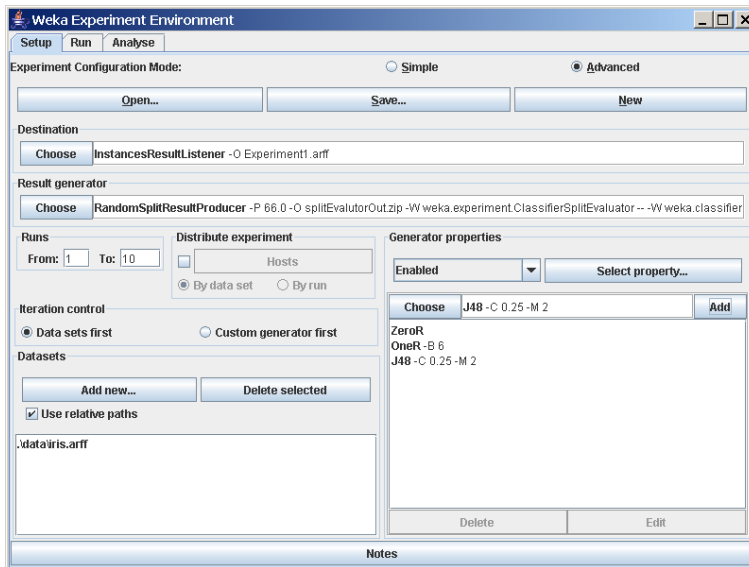 Weka Experiment Environment
Setup Run Analyse
Experiment Configuration Mode: Simple Advanced
Open... Save... New
Destination
Choose InstancesResultListener -O Experiment1.arff
Result generator
Choose RandomSplitResultProducer -P 66.0 -O splitEvalutorOut.zip -W weka.experiment.ClassifierSplitEvaluator -- -W weka.classifier
Runs
From: 1 To: 10
Distribute experiment
Hosts
By data set By run
Iteration control
Data sets first Custom generator first
Datasets
Add new... Delete selected
Use relative paths
.\data\iris.arff
Generator properties
Enabled Select property...
Choose J48 -C 0.25 -M 2 Add
ZeroR
OneR -B 6
J48 -C 0.25 -M 2
Delete Edit
Notes